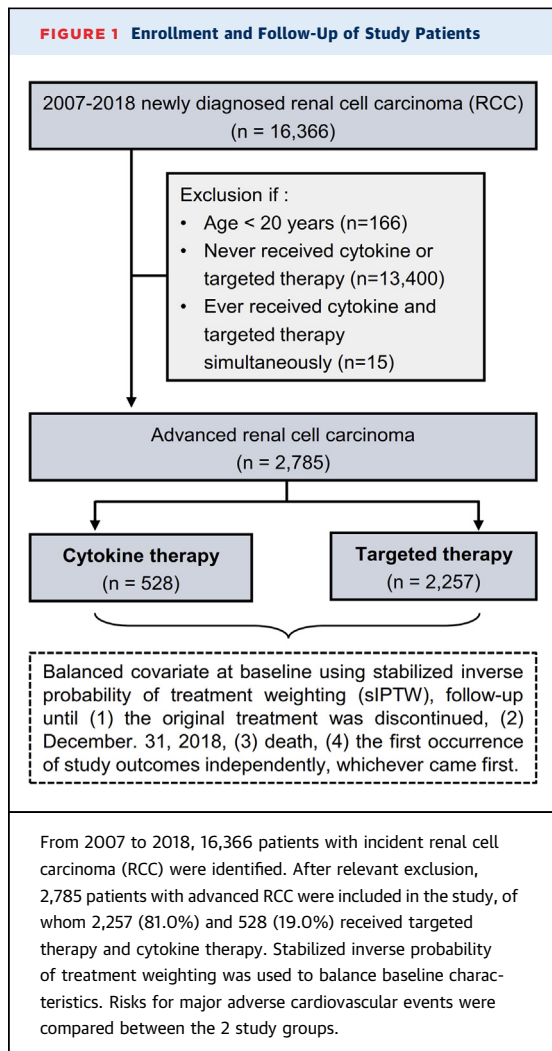 FIGURE 1 Enrollment and Follow-Up of Study Patients
2007-2018 newly diagnosed renal cell carcinoma (RCC)
(n = 16,366)
Exclusion if :
• Age < 20 years (n=166)
• Never received cytokine or
targeted therapy (n=13,400)
• Ever received cytokine and
targeted therapy
simultaneously (n=15)
Advanced renal cell carcinoma
(n = 2,785)
Cytokine therapy
(n = 528)
Targeted therapy
(n = 2,257)
Balanced covariate at baseline using stabilized inverse
probability of treatment weighting (sIPTW), follow-up
until (1) the original treatment was discontinued, (2)
December. 31, 2018, (3) death, (4) the first occurrence
of study outcomes independently, whichever came first.
From 2007 to 2018, 16,366 patients with incident renal cell
carcinoma (RCC) were identified. After relevant exclusion,
2,785 patients with advanced RCC were included in the study, of
whom 2,257 (81.0%) and 528 (19.0%) received targeted
therapy and cytokine therapy. Stabilized inverse probability
of treatment weighting was used to balance baseline charac-
teristics. Risks for major adverse cardiovascular events were
compared between the 2 study groups.